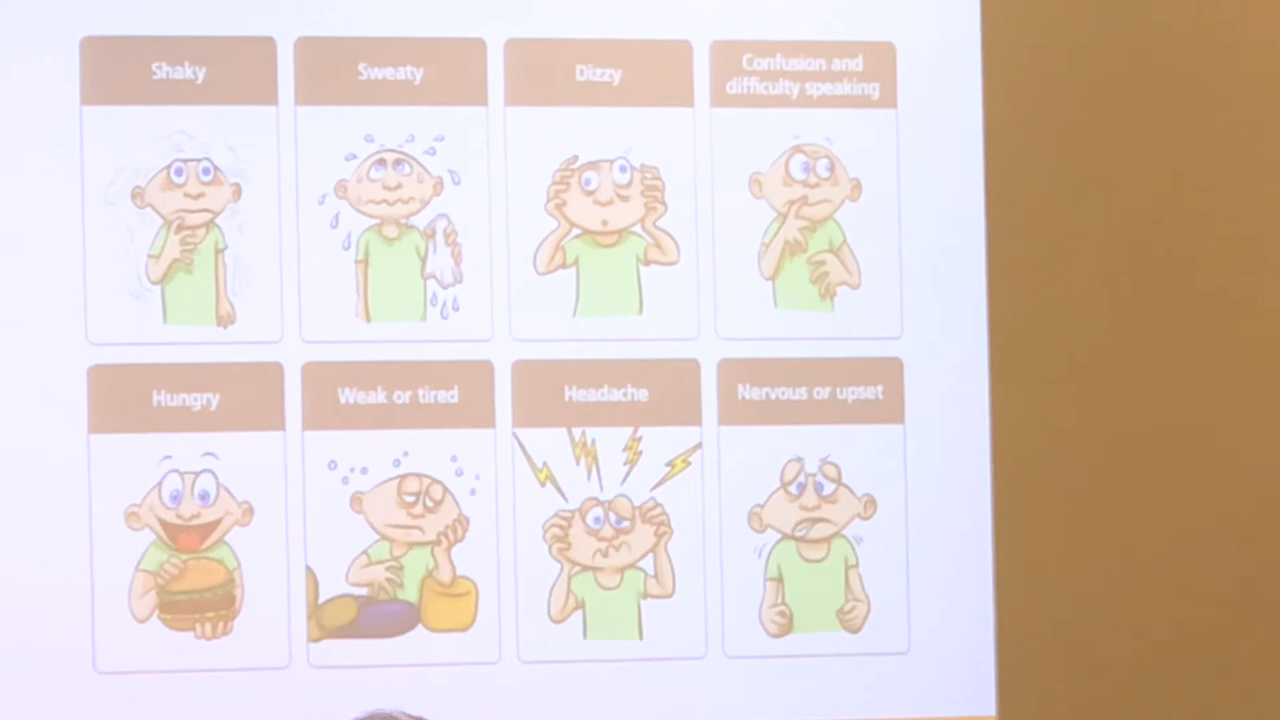 Shaky
Sweaty
Dizzy
Confusion and
difficulty speaking
Hungry
Weak or tired
Headache
Nervous or upset